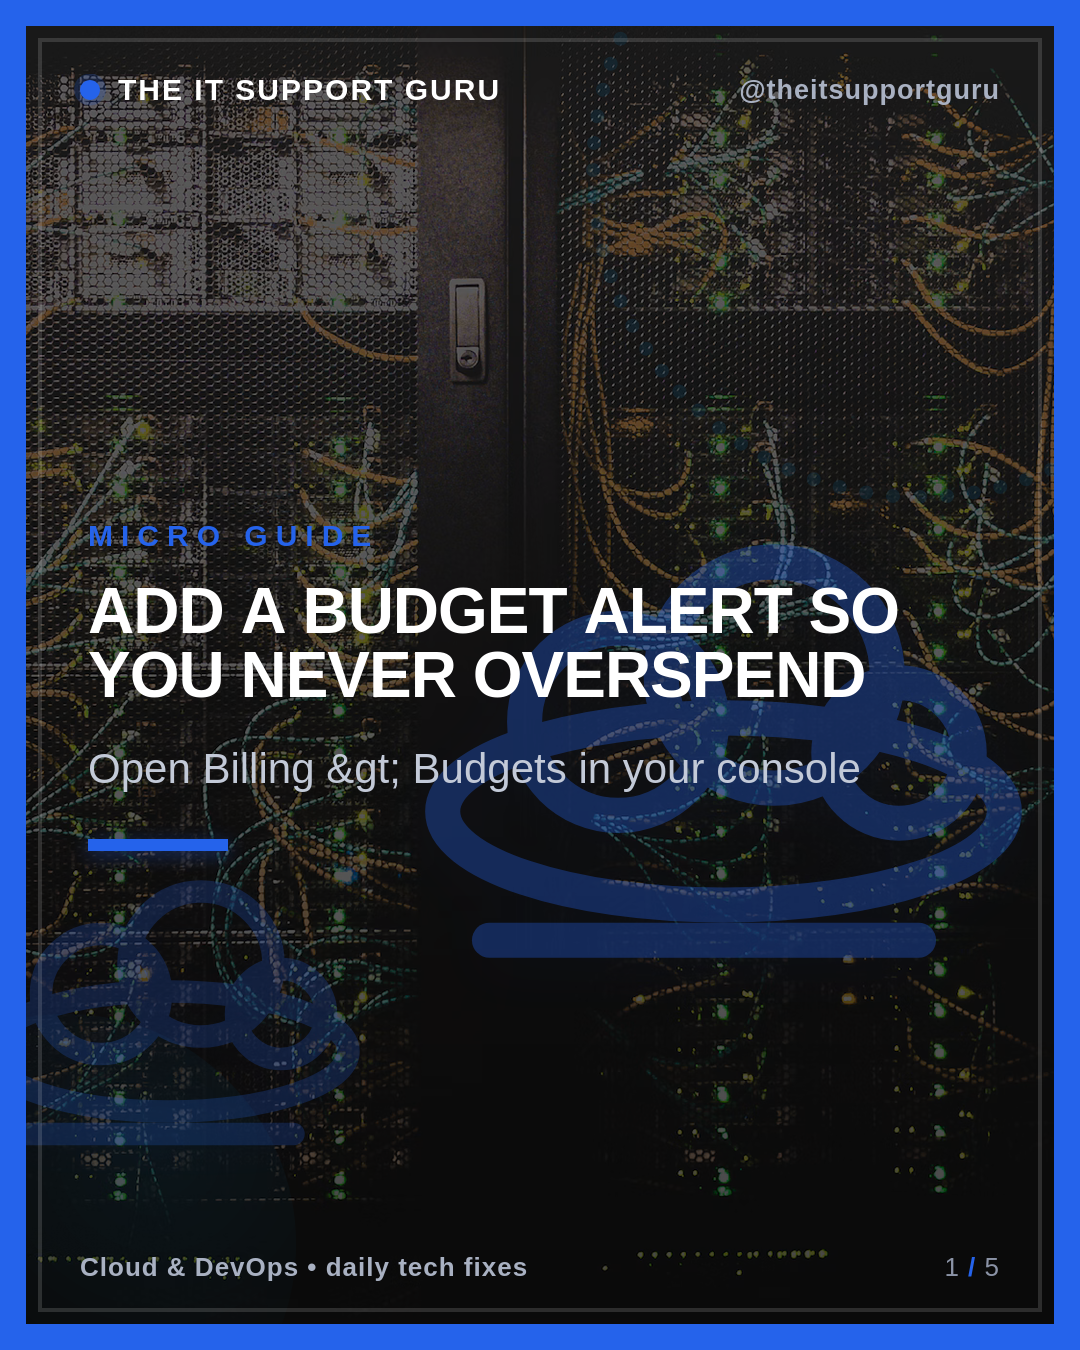 THE IT SUPPORT GURU
@theitsupportguru
MICRO GUIDE
ADD A BUDGET ALERT SO
YOU NEVER OVERSPEND
Open Billing &gt; Budgets in your console
Cloud & DevOps • daily tech fixes
1 / 5